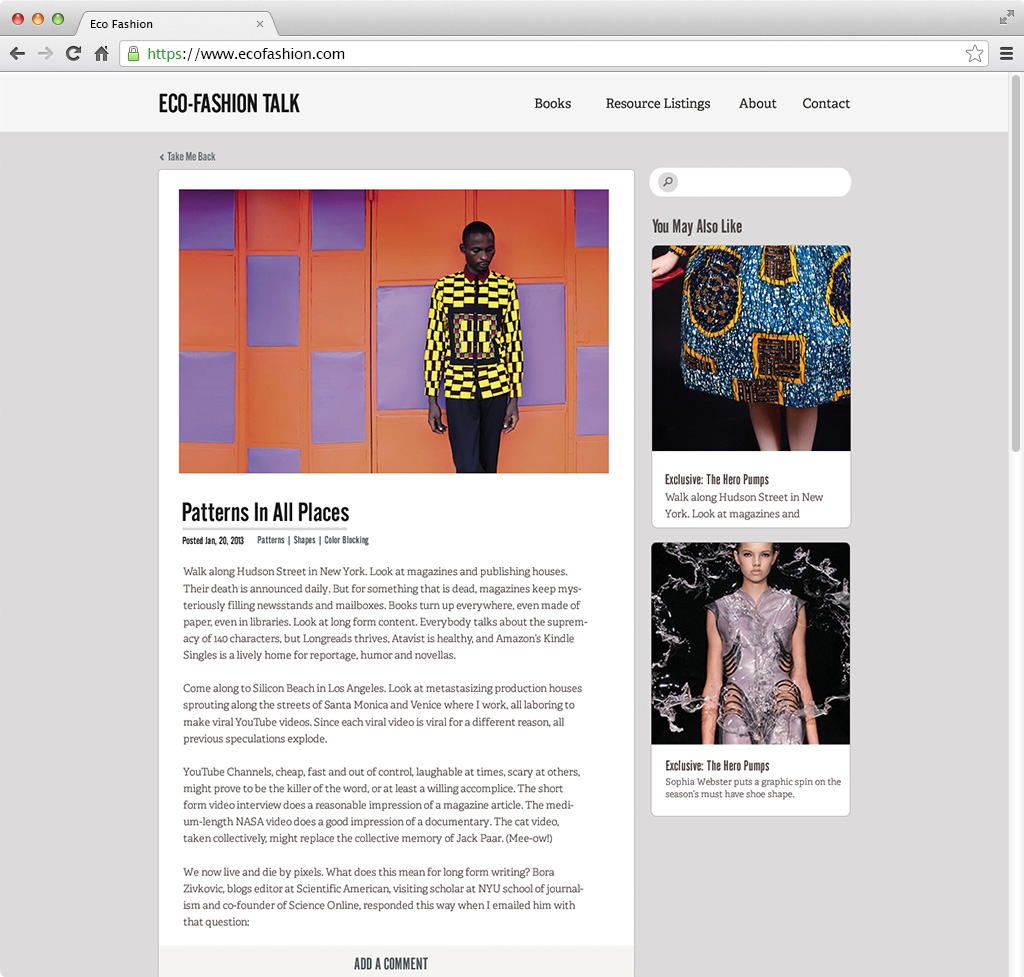 Eco Fashion
https://www.ecofashion.com
ECO-FASHION TALK
Books
Resource Listings
About
Contact
Take Me Back
Patterns In All Places
Posted Jan, 20, 2013 Patterns | Shapes | Color Blocking
Walk along Hudson Street in New York. Look at magazines and publishing houses.
Their death is announced daily. But for something that is dead, magazines keep mys-
teriously filling newsstands and mailboxes. Books turn up everywhere, even made of
paper, even in libraries. Look at long form content. Everybody talks about the suprem-
acy of 140 characters, but Longreads thrives, Atavist is healthy, and Amazon's Kindle
Singles is a lively home for reportage, humor and novellas.
Come along to Silicon Beach in Los Angeles. Look at metastasizing production houses
sprouting along the streets of Santa Monica and Venice where I work, all laboring to
make viral YouTube videos. Since each viral video is viral for a different reason, all
previous speculations explode.
YouTube Channels, cheap, fast and out of control, laughable at times, scary at others,
might prove to be the killer of the word, or at least a willing accomplice. The short
form video interview does a reasonable impression of a magazine article. The medi-
um-length NASA video does a good impression of a documentary. The cat video,
taken collectively, might replace the collective memory of Jack Paar. (Mee-ow!)
We now live and die by pixels. What does this mean for long form writing? Bora
Zivkovic, blogs editor at Scientific American, visiting scholar at NYU school of journal-
ism and co-founder of Science Online, responded this way when I emailed him with
that question:
ADD A COMMENT
You May Also Like
Exclusive: The Hero Pumps
Walk along Hudson Street in New
York. Look at magazines and
Exclusive: The Hero Pumps
Sophia Webster puts a graphic spin on the
season's must have shoe shape.